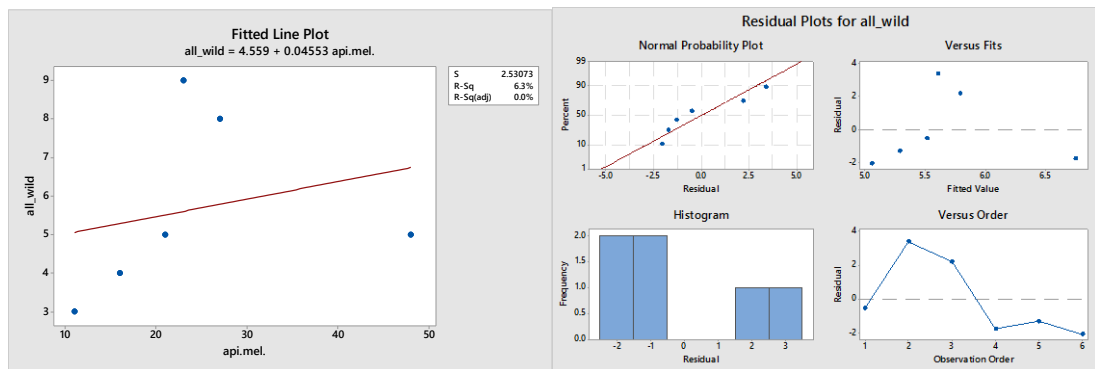 Fitted Line Plot
all_wild = 4.559 + 0.04553 api.mel.
S 2.53073
R-Sq 6.3%
R-Sq(adj) 0.0%
9
8
7
6
5
4
3
all_wild
10 20 30 40 50
api.mel.
Residual Plots for all_wild
Normal Probability Plot
99
90
50
10
1
Percent
-5.0 -2.5 0.0 2.5 5.0
Residual
Versus Fits
4
2
0
-2
Residual
5.0 5.5 6.0 6.5
Fitted Value
Histogram
2.0
1.5
1.0
0.5
0.0
Frequency
-2 -1 0 1 2 3
Residual
Versus Order
4
2
0
-2
Residual
1 2 3 4 5 6
Observation Order